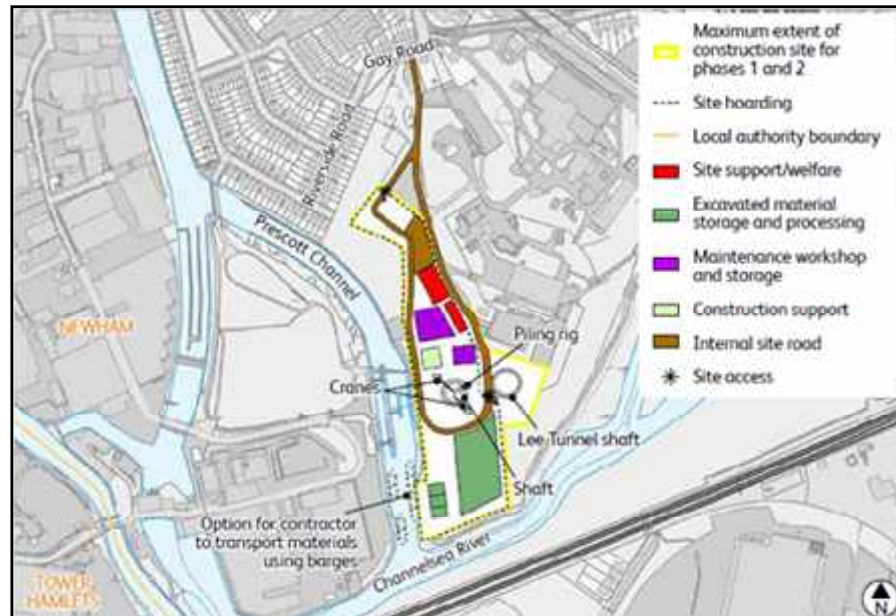 Gay Road
Riverside Road
Prescott Channel
NEWHAM
Piling rig
Cranes
Lee Tunnel shaft
Shaft
Option for contractor
to transport materials
using barges
Channelsea River
TOWER
HAMLETS
Maximum extent of
construction site for
phases 1 and 2
Site hoarding
Local authority boundary
Site support/welfare
Excavated material
storage and processing
Maintenance workshop
and storage
Construction support
Internal site road
Site access